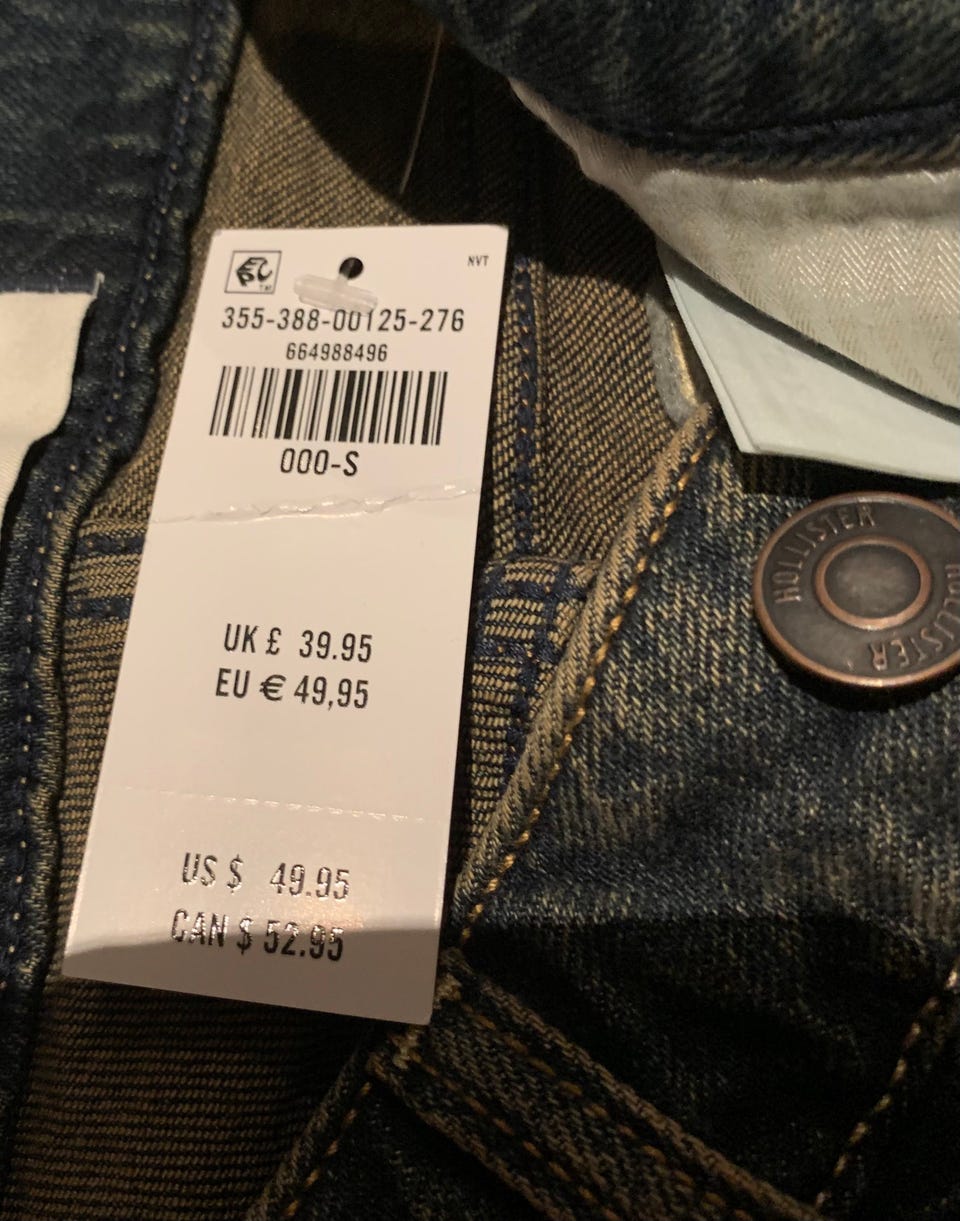 NVT
TM
355-388-00125-276
664988496
000-S
UK £ 39.95
EU € 49,95
US $ 49.95
CAN $ 52.95
HOLLISTER
HOLLISTER